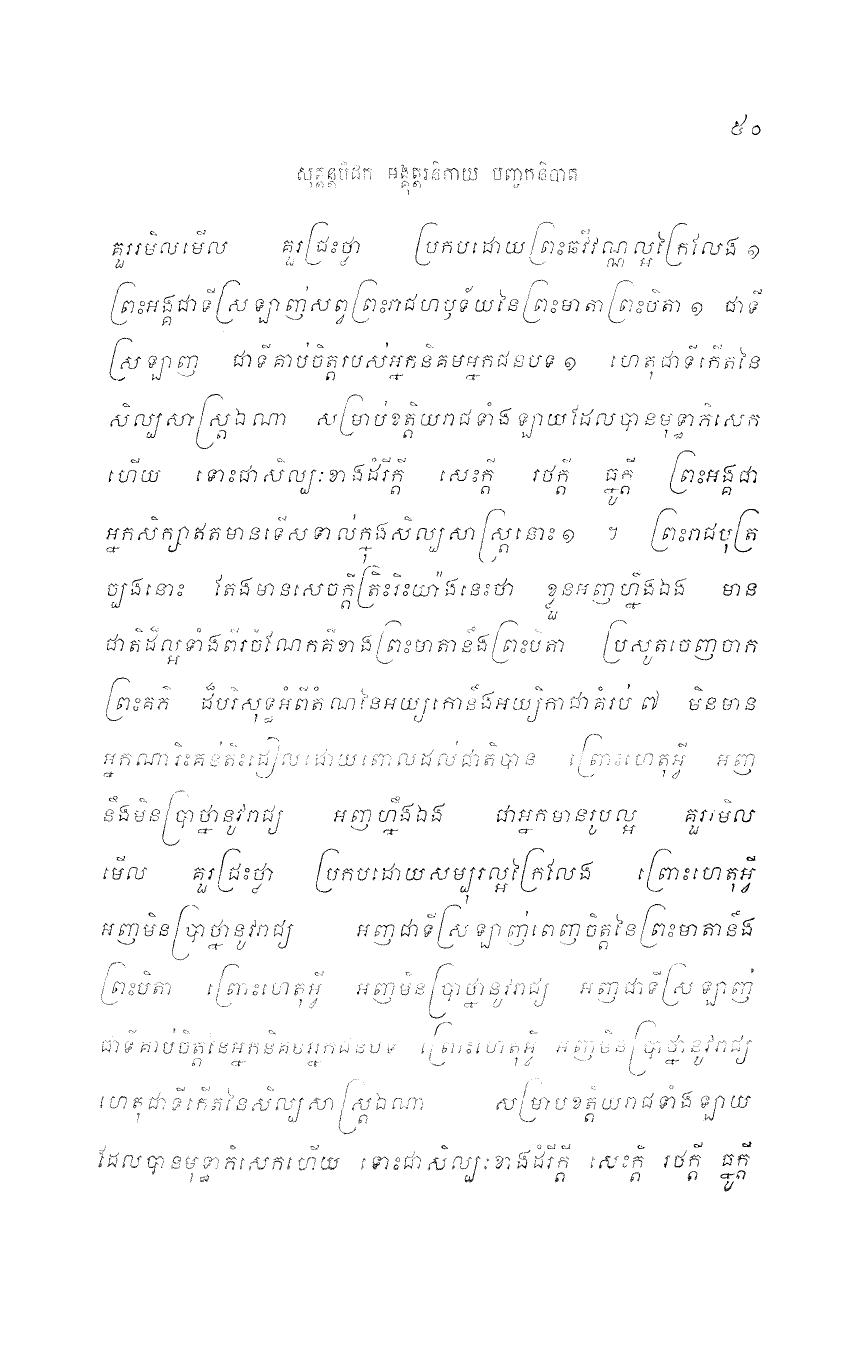 ៥០
សុត្តន្តបិដក អង្គុត្តរនិកាយ បញ្ចកនិបាត
គួររមិលមើល គួរជ្រះថ្លា ប្រកបដោយព្រះឆវីវណ្ណល្អក្រៃលែង ១
ព្រះអង្គជាទីស្រឡាញ់សព្វព្រះរាជហឫទ័យនៃព្រះមាតាព្រះបិតា ១ ជាទី
ស្រឡាញ់ ជាទីគាប់ចិត្តរបស់អ្នកនិគមអ្នកជនបទ ១ ហេតុជាទីកើតនៃ
សិល្បសាស្ត្រឯណា សម្រាប់ខត្តិយរាជទាំងឡាយដែលបានមុទ្ធាភិសេក
ហើយ ទោះជាសិល្បៈខាងដំរីក្តី សេះក្តី រថក្តី ធ្នូក្តី ព្រះអង្គជា
អ្នកសិក្សាឥតមានទើសទាល់ក្នុងសិល្បសាស្ត្រនោះ ១ ។ ព្រះរាជបុត្រ
ច្បងនោះ តែងមានសេចក្តីត្រិះរិះយ៉ាងនេះថា ខ្លួនអញហ្នឹងឯង មាន
ជាតិដ៏ល្អទាំងពីរចំណែកគឺខាងព្រះមាតានឹងព្រះបិតា ប្រសូតចេញចាក
ព្រះគភ៌ ដ៏បរិសុទ្ធអំពីតំណនៃអយ្យកោនឹងអយ្យិកាជាគំរប់ ៧ មិនមាន
អ្នកណារិះគន់តិះដៀលដោយពោលដល់ជាតិបាន ព្រោះហេតុអ្វី អញ
នឹងមិនប្រាថ្នានូវរាជ្យ អញហ្នឹងឯង ជាអ្នកមានរូបល្អ គួររមិល
មើល គួរជ្រះថ្លា ប្រកបដោយសម្បុរល្អក្រៃលែង ព្រោះហេតុអ្វី
អញមិនប្រាថ្នានូវរាជ្យ អញជាទីស្រឡាញ់ពេញចិត្តនៃព្រះមាតានឹង
ព្រះបិតា ព្រោះហេតុអ្វី អញមិនប្រាថ្នានូវរាជ្យ អញជាទីស្រឡាញ់
ជាទីគាប់ចិត្តនៃអ្នកនិគមអ្នកជនបទ ព្រោះហេតុអ្វី អញមិនប្រាថ្នានូវរាជ្យ
ហេតុជាទីកើតនៃសិល្បសាស្ត្រឯណា សម្រាប់ខត្តិយរាជទាំងឡាយ
ដែលបានមុទ្ធាភិសេកហើយ ទោះជាសិល្បៈខាងដំរីក្តី សេះក្តី រថក្តី ធ្នូក្តី